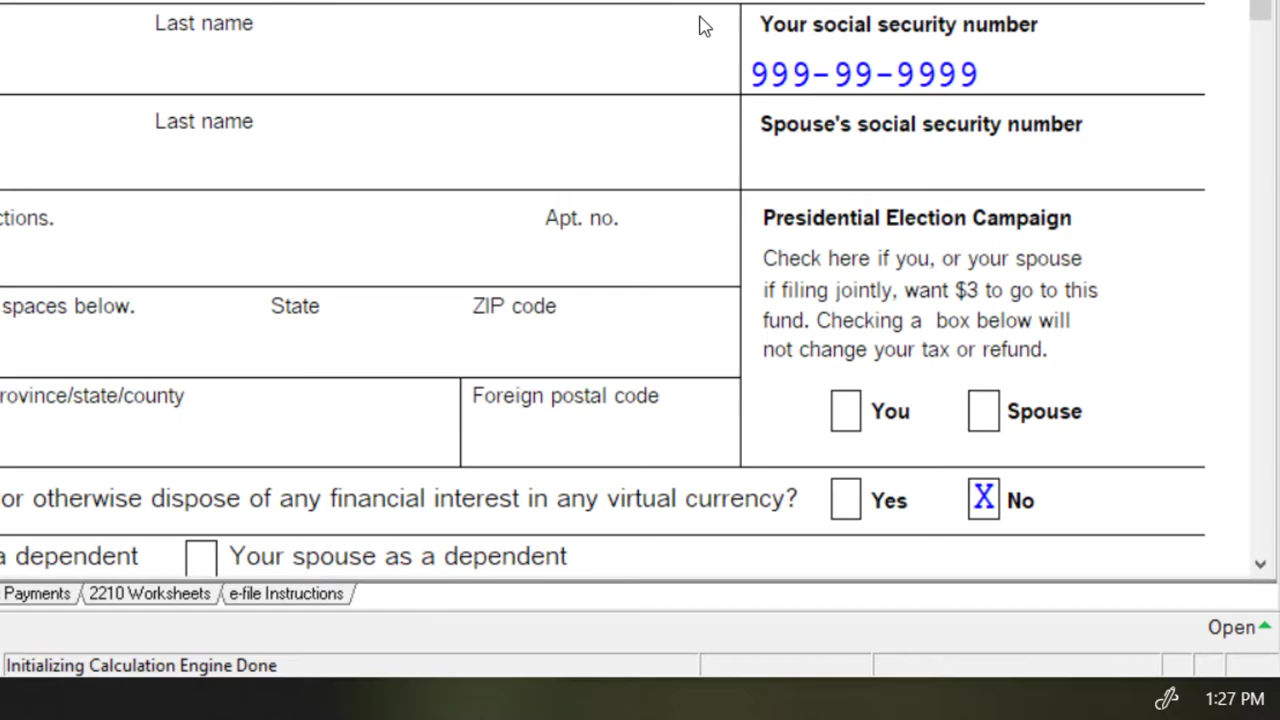 Last name
Your social security number
999-99-9999
Last name
Spouse's social security number
ctions.
Apt. no.
Presidential Election Campaign
Check here if you, or your spouse
if filing jointly, want $3 to go to this
fund. Checking a box below will
not change your tax or refund.
spaces below.
State
ZIP code
rovince/state/county
Foreign postal code
You
Spouse
or otherwise dispose of any financial interest in any virtual currency?
Yes
X No
a dependent
Your spouse as a dependent
Payments
2210 Worksheets
e-file Instructions
Open
Initializing Calculation Engine Done
1:27 PM